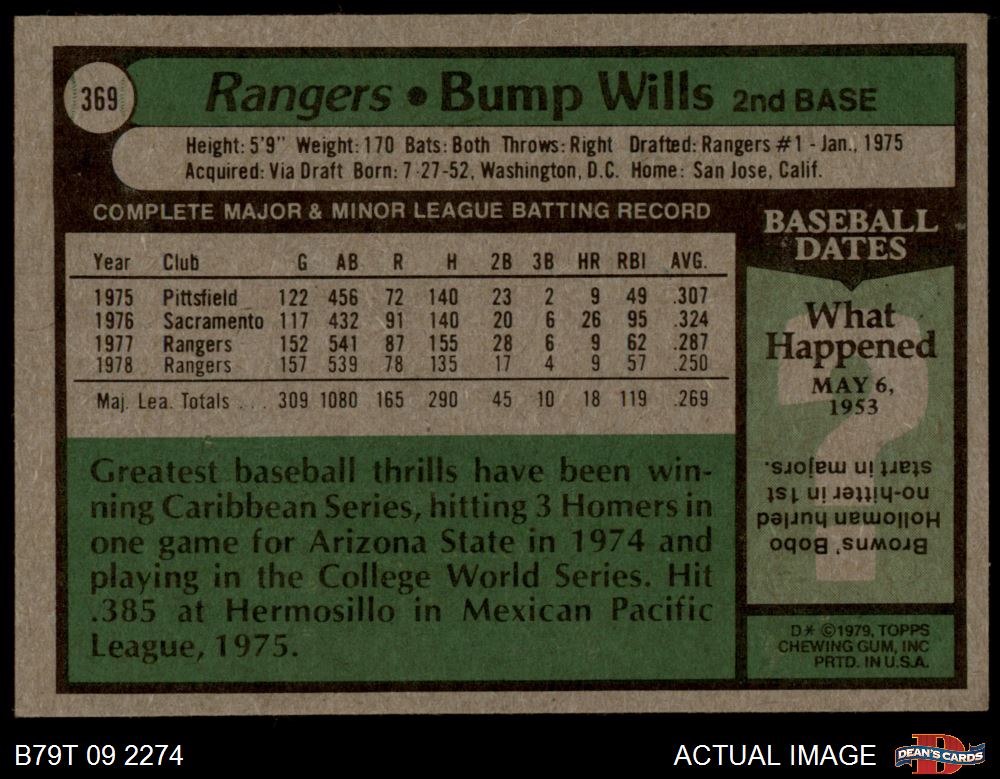 369
Rangers • Bump Wills 2nd BASE
Height: 5'9" Weight: 170 Bats: Both Throws: Right Drafted: Rangers #1 - Jan., 1975
Acquired: Via Draft Born: 7-27-52, Washington, D.C. Home: San Jose, Calif.
COMPLETE MAJOR & MINOR LEAGUE BATTING RECORD
Year Club G AB R H 2B 3B HR RBI AVG.
1975 Pittsfield 122 456 72 140 23 2 9 49 .307
1976 Sacramento 117 432 91 140 20 6 26 95 .324
1977 Rangers 152 541 87 155 28 6 9 62 .287
1978 Rangers 157 539 78 135 17 4 9 57 .250
Maj. Lea. Totals ... 309 1080 165 290 45 10 18 119 .269
Greatest baseball thrills have been win-
ning Caribbean Series, hitting 3 Homers in
one game for Arizona State in 1974 and
playing in the College World Series. Hit
.385 at Hermosillo in Mexican Pacific
League, 1975.
BASEBALL
DATES
What
Happened
MAY 6,
1953
?
Browns' Bobo
Holloman hurled
no-hitter in 1st
start in majors.
D* ©1979, TOPPS
CHEWING GUM, INC
PRTD. IN U.S.A.
B79T 09 2274
ACTUAL IMAGE
DEAN'S CARDS